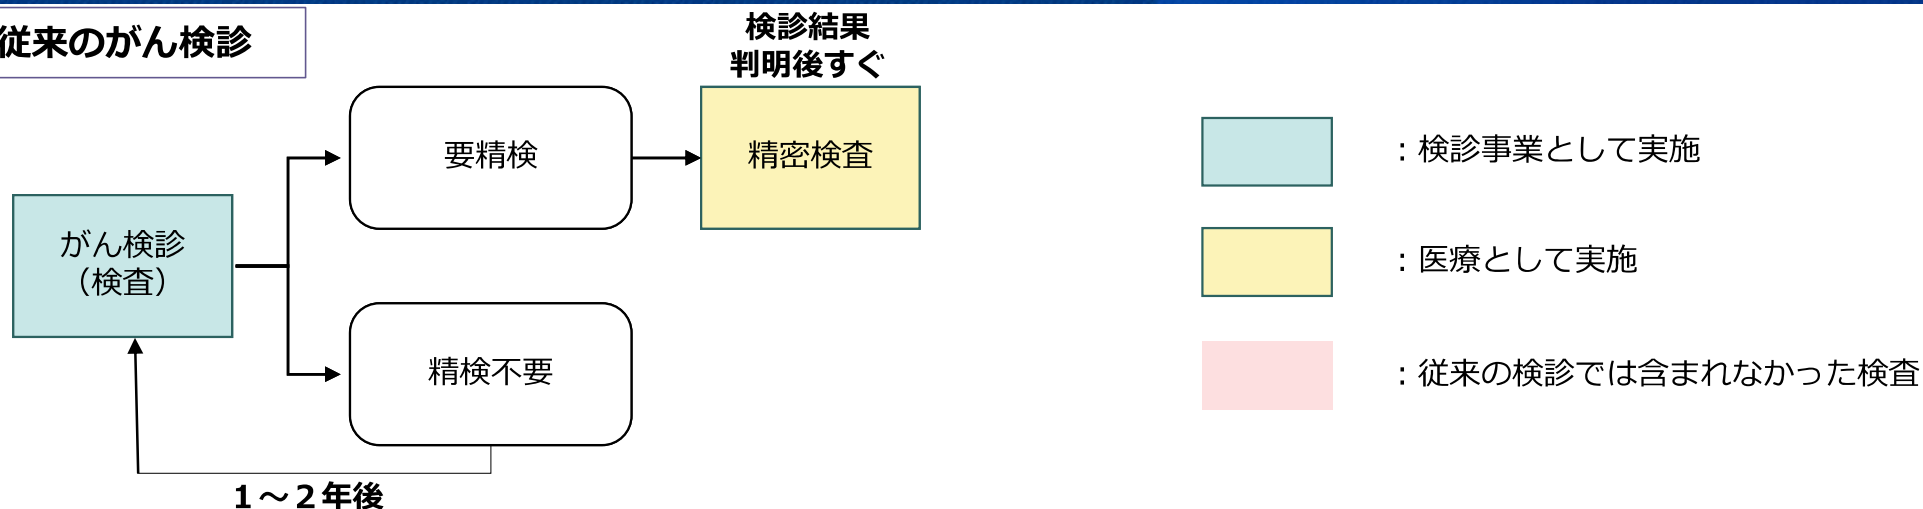 従来のがん検診
検診結果
判明後すぐ
要精検
精密検査
がん検診
（検査）
精検不要
１～２年後
：検診事業として実施
：医療として実施
：従来の検診では含まれなかった検査